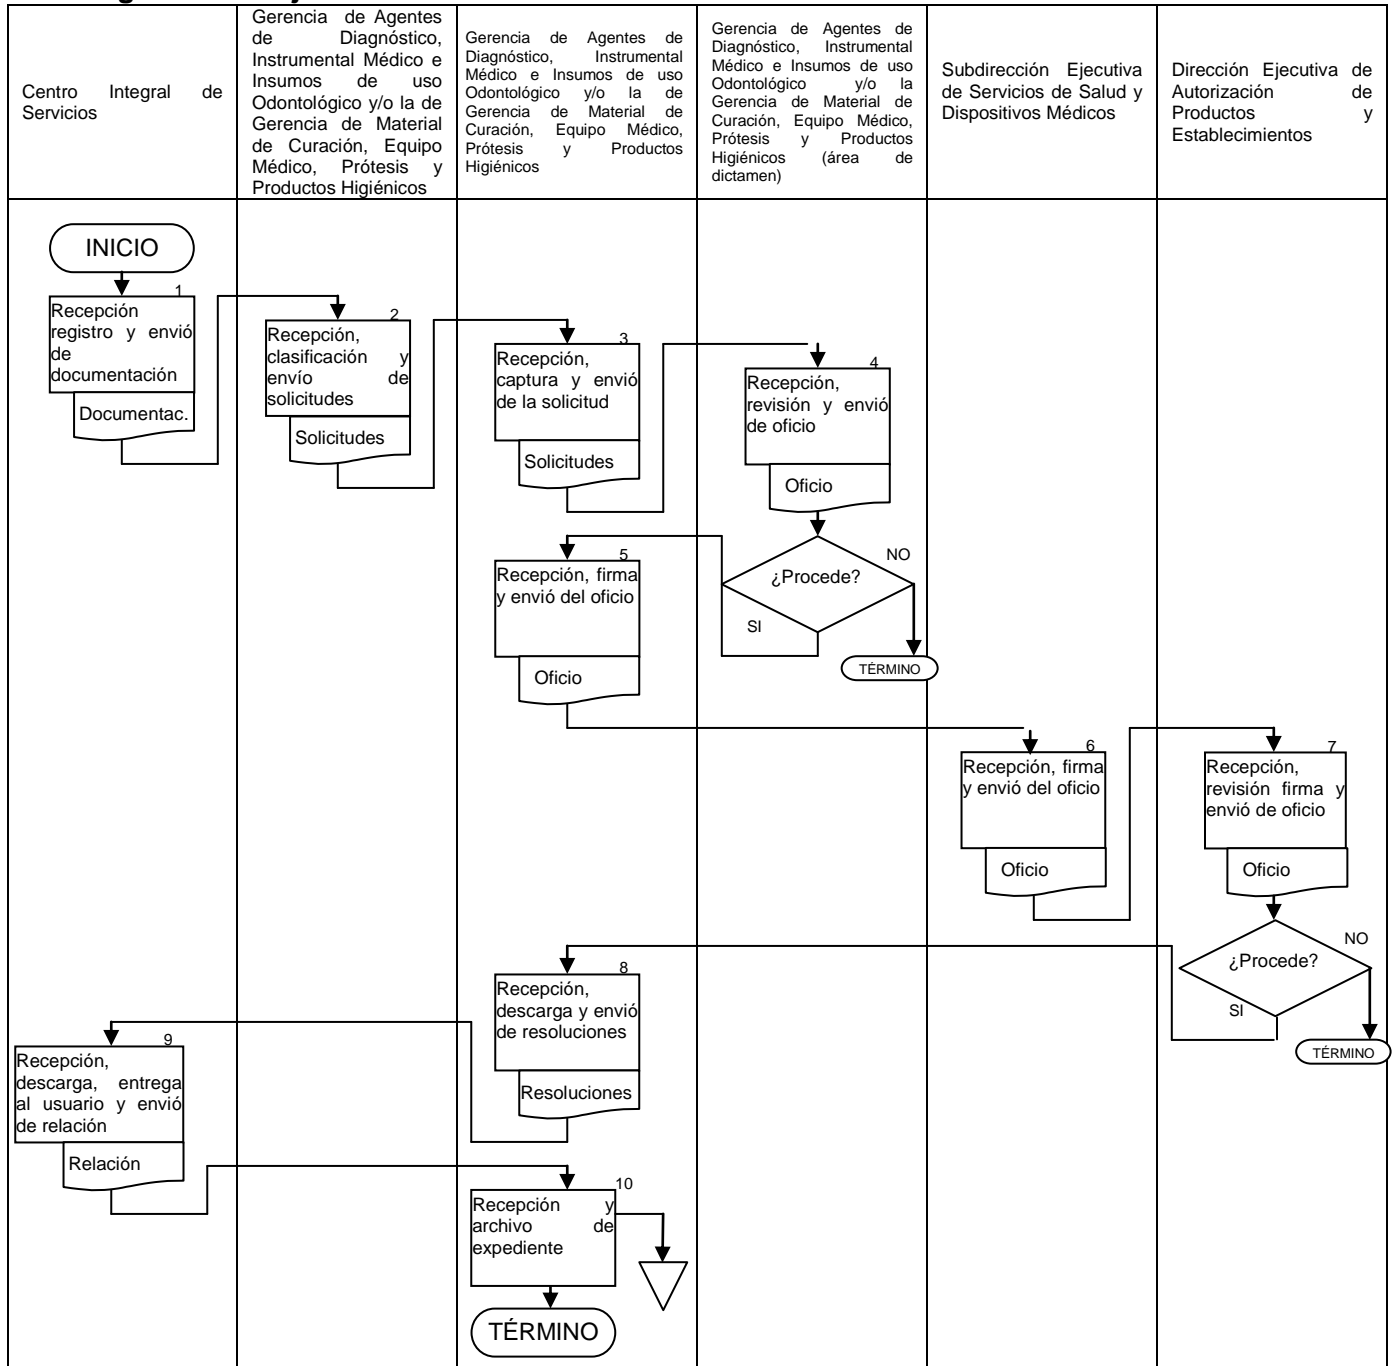 Centro Integral de
Servicios
Gerencia de Agentes
de Diagnóstico,
Instrumental Médico e
Insumos de uso
Odontológico y/o la de
Gerencia de Material
de Curación, Equipo
Médico, Prótesis y
Productos Higiénicos
Gerencia de Agentes de
Diagnóstico, Instrumental
Médico e Insumos de uso
Odontológico y/o la de
Gerencia de Material de
Curación, Equipo Médico,
Prótesis y Productos
Higiénicos
Gerencia de Agentes de
Diagnóstico, Instrumental
Médico e Insumos de uso
Odontológico y/o la
Gerencia de Material de
Curación, Equipo Médico,
Prótesis y Productos
Higiénicos (área de
dictamen)
Subdirección Ejecutiva
de Servicios de Salud y
Dispositivos Médicos
Dirección Ejecutiva de
Autorización de
Productos y
Establecimientos
INICIO
1
Recepción
registro y envió
de
documentación
Documentac.
2
Recepción,
clasificación y
envío de
solicitudes
Solicitudes
3
Recepción,
captura y envió
de la solicitud
Solicitudes
4
Recepción,
revisión y envió
de oficio
Oficio
¿Procede?
NO
SI
TÉRMINO
5
Recepción, firma
y envió del oficio
Oficio
6
Recepción, firma
y envió del oficio
Oficio
7
Recepción,
revisión firma y
envió de oficio
Oficio
¿Procede?
NO
SI
TÉRMINO
8
Recepción,
descarga y envió
de resoluciones
Resoluciones
9
Recepción,
descarga, entrega
al usuario y envió
de relación
Relación
10
Recepción y
archivo de
expediente
TÉRMINO